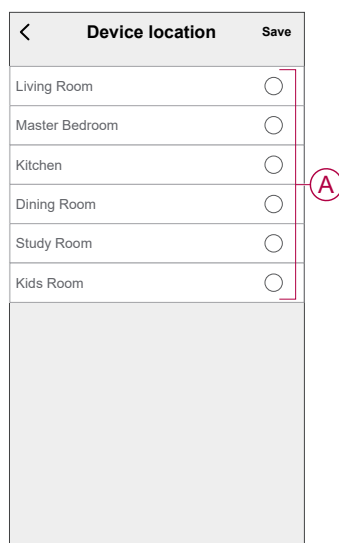 Device location Save
Living Room
Master Bedroom
Kitchen
A
Dining Room
Study Room
Kids Room